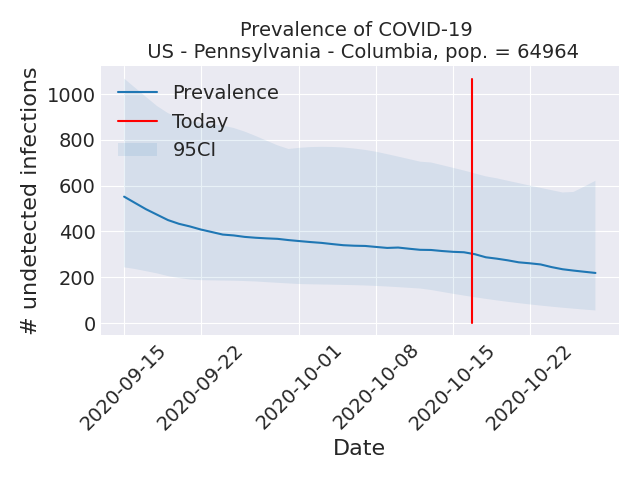 Prevalence of COVID-19
US - Pennsylvania - Columbia, pop. = 64964
# undetected infections
1000
800
600
400
200
0
Prevalence
Today
95CI
2020-09-15
2020-09-22
2020-10-01
2020-10-08
2020-10-15
2020-10-22
Date